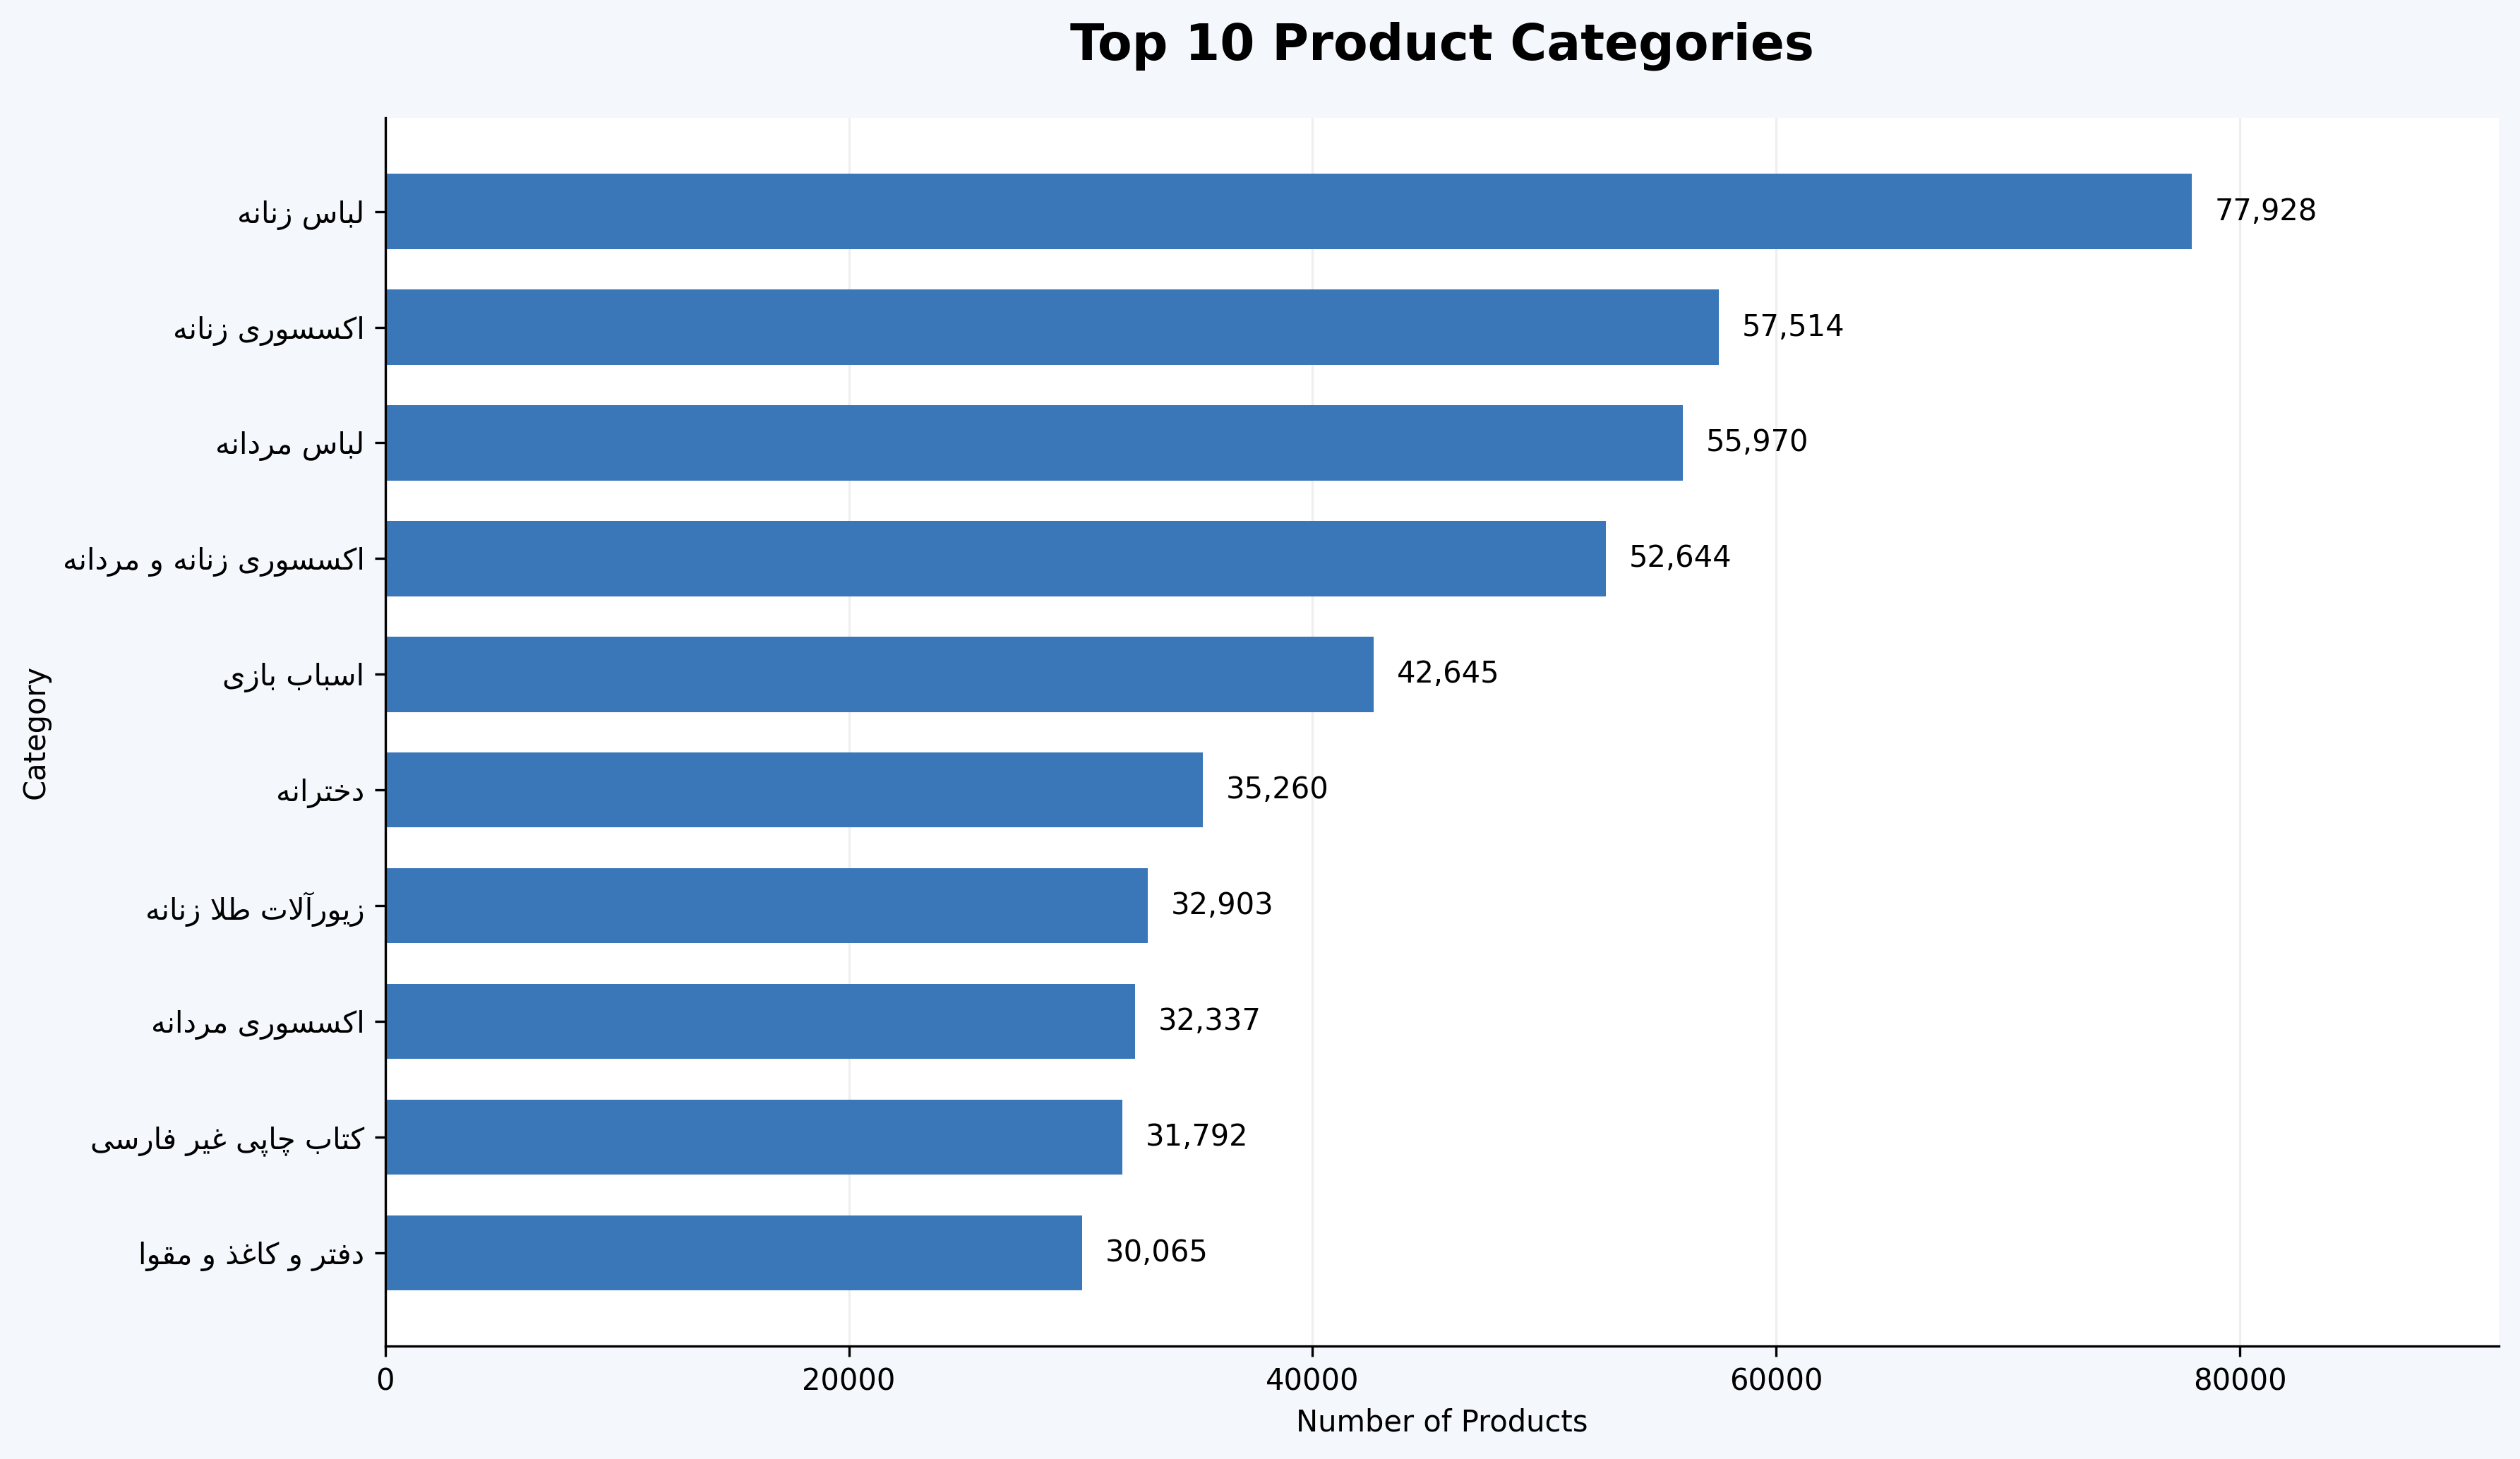 Top 10 Product Categories
Category
لباس زنانه
77,928
اکسسوری زنانه
57,514
لباس مردانه
55,970
اکسسوری زنانه و مردانه
52,644
اسباب بازی
42,645
دخترانه
35,260
زیورآلات طلا زنانه
32,903
اکسسوری مردانه
32,337
کتاب چاپی غیر فارسی
31,792
دفتر و کاغذ و مقوا
30,065
0 20000 40000 60000 80000
Number of Products